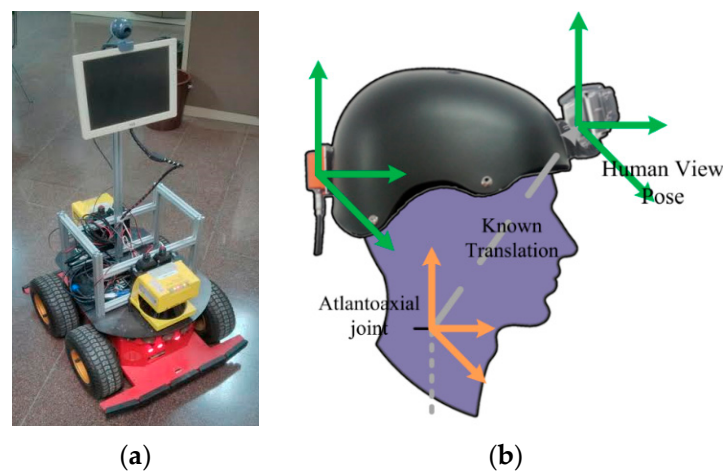 Human View
Pose
Known
Translation
Atlantoaxial
joint
(a)
(b)